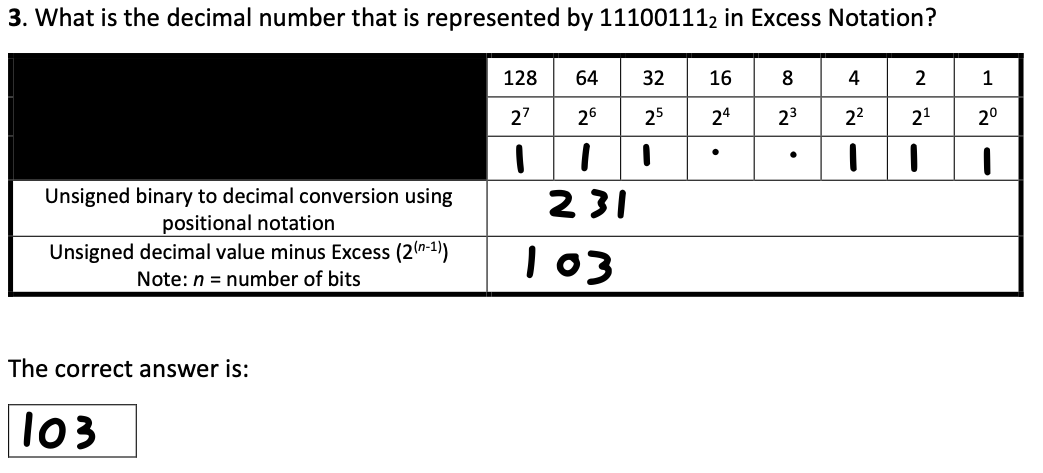 3. What is the decimal number that is represented by 11100111₂ in Excess Notation?
128 64 32 16 8 4 2 1
2⁷ 2⁶ 2⁵ 2⁴ 2³ 2² 2¹ 2⁰
1 1 1 · · 1 1 1
Unsigned binary to decimal conversion using
positional notation
231
Unsigned decimal value minus Excess (2⁽ⁿ⁻¹⁾)
Note: n = number of bits
103
The correct answer is:
103